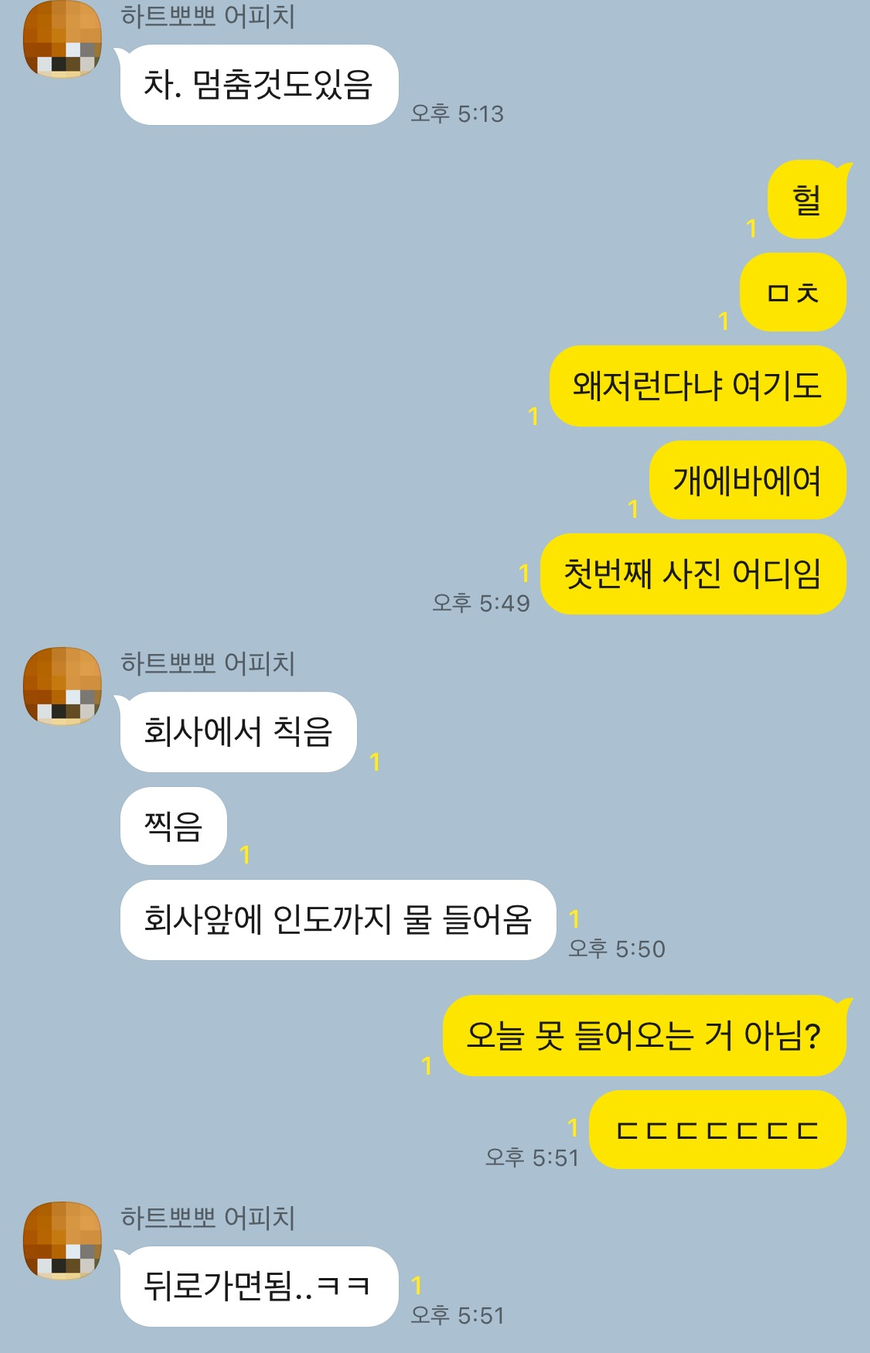 하트뽀뽀 어피치
차. 멈춤것도있음
오후 5:13
헐
1
ㅁㅊ
1
왜저런다냐 여기도
1
개에바에여
1
첫번째 사진 어디임
1
오후 5:49
하트뽀뽀 어피치
회사에서 칙음
1
찍음
1
회사앞에 인도까지 물 들어옴
1
오후 5:50
오늘 못 들어오는 거 아님?
1
ㄷㄷㄷㄷㄷㄷㄷ
1
오후 5:51
하트뽀뽀 어피치
뒤로가면됨..ㅋㅋ
1
오후 5:51